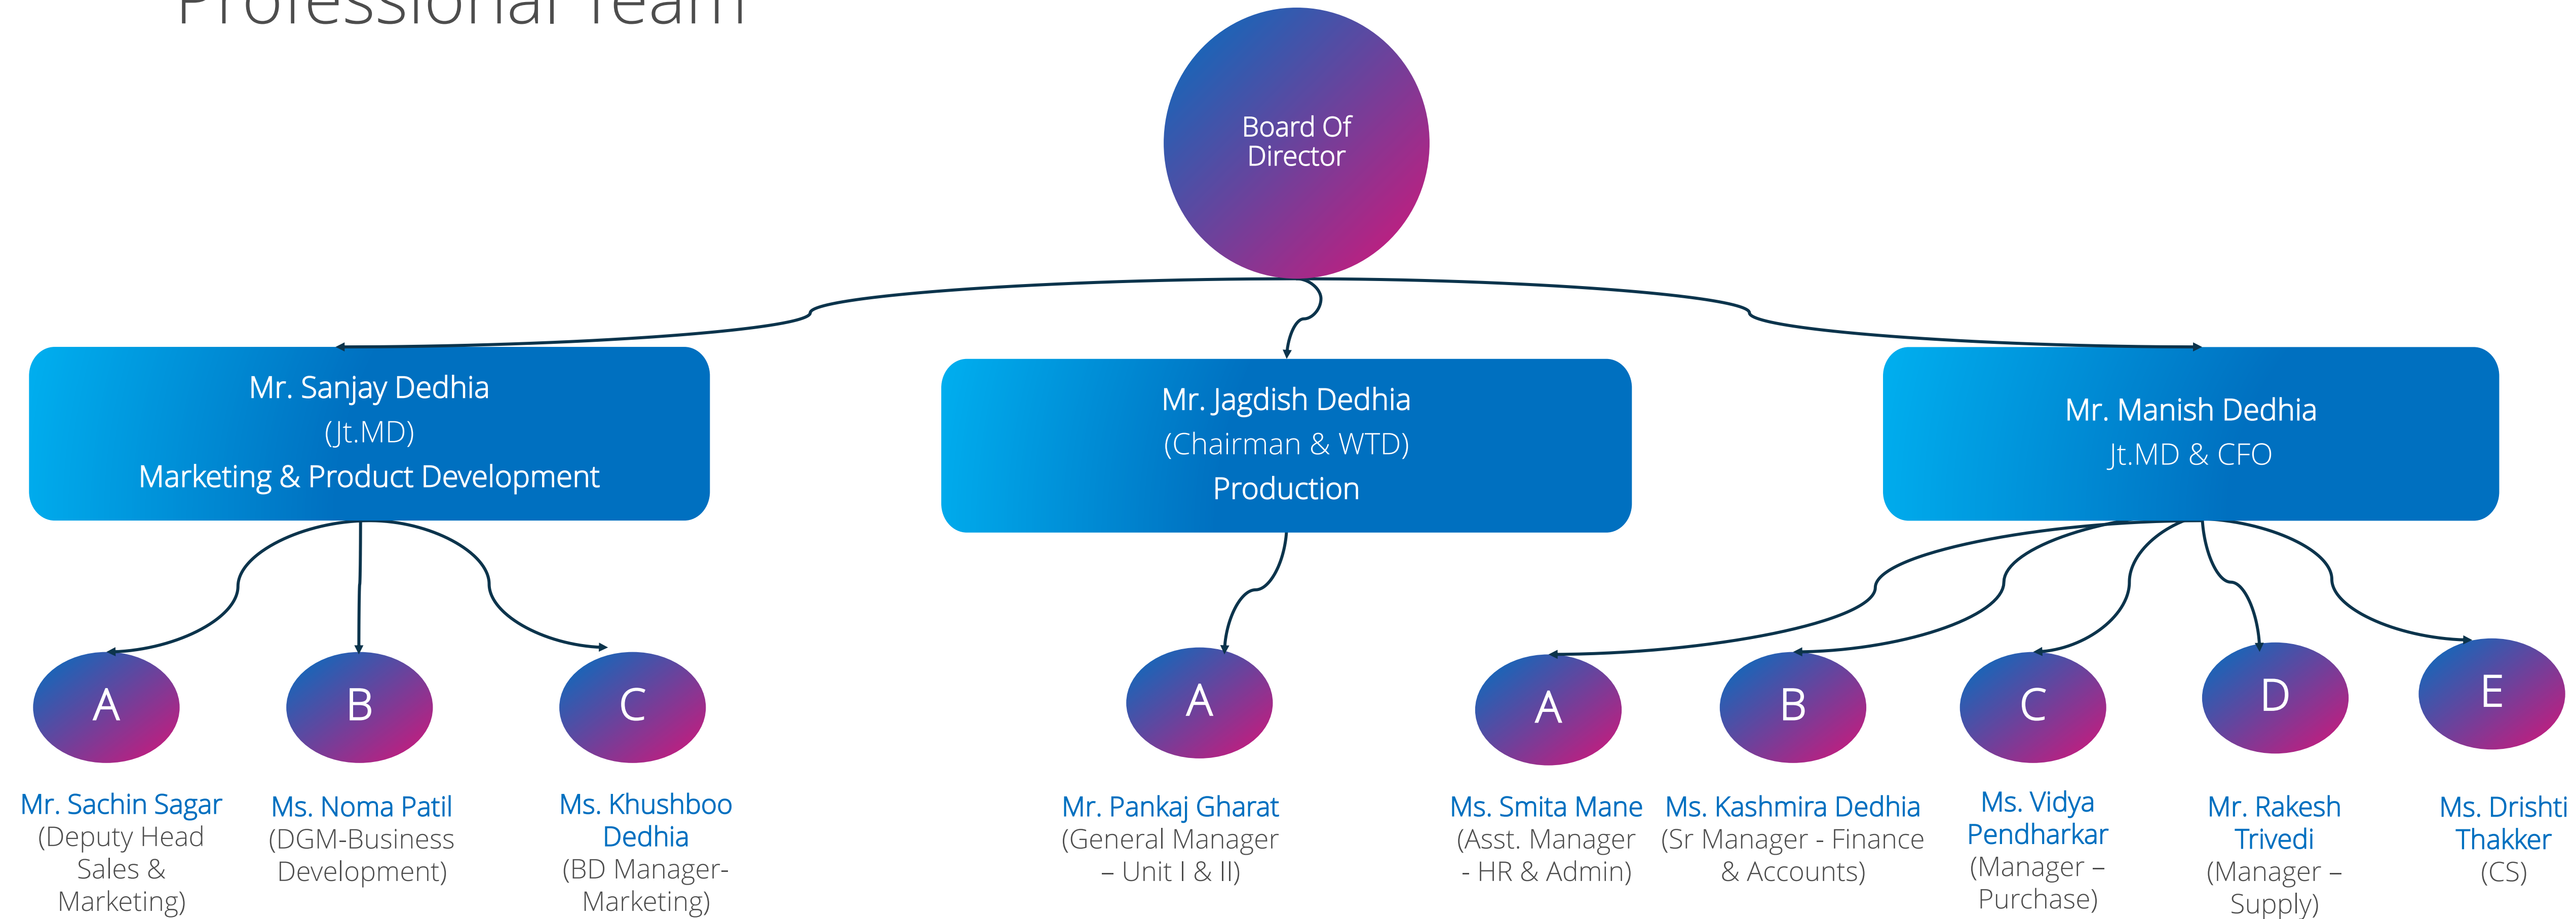 Professional Team
Board Of
Director
Mr. Sanjay Dedhia
(Jt.MD)
Marketing & Product Development
Mr. Jagdish Dedhia
(Chairman & WTD)
Production
Mr. Manish Dedhia
Jt.MD & CFO
A
B
C
A
A
B
C
D
E
Mr. Sachin Sagar
(Deputy Head
Sales &
Marketing)
Ms. Noma Patil
(DGM-Business
Development)
Ms. Khushboo
Dedhia
(BD Manager-
Marketing)
Mr. Pankaj Gharat
(General Manager
– Unit I & II)
Ms. Smita Mane
(Asst. Manager
- HR & Admin)
Ms. Kashmira Dedhia
(Sr Manager - Finance
& Accounts)
Ms. Vidya
Pendharkar
(Manager –
Purchase)
Mr. Rakesh
Trivedi
(Manager –
Supply)
Ms. Drishti
Thakker
(CS)